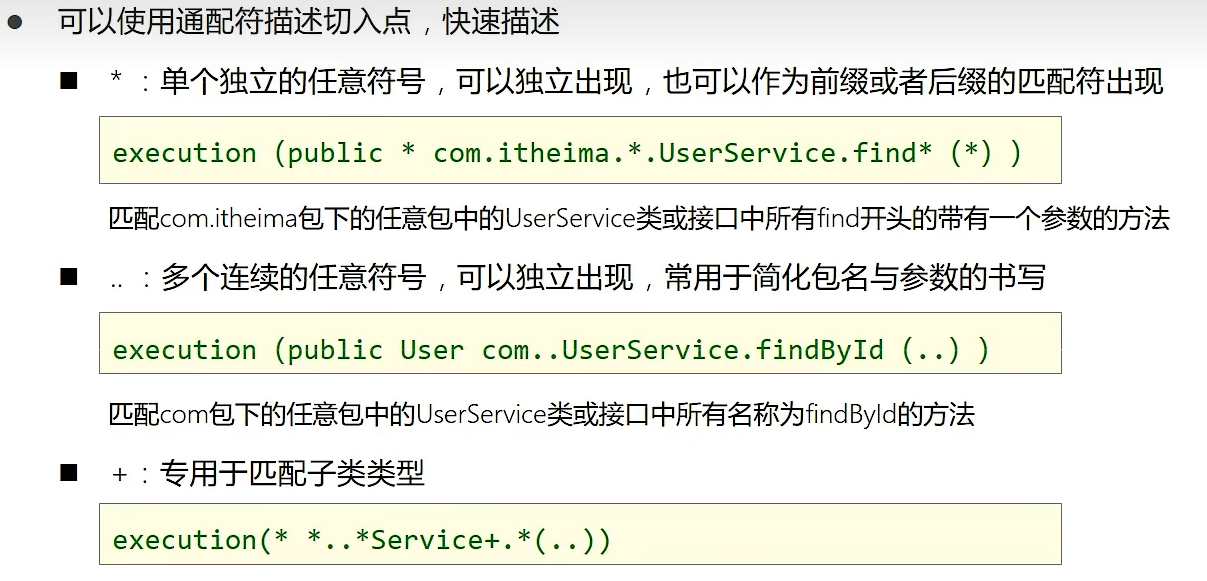 ● 可以使用通配符描述切入点，快速描述
■ * ：单个独立的任意符号，可以独立出现，也可以作为前缀或者后缀的匹配符出现
execution (public * com.itheima.*.UserService.find* (*) )
匹配com.itheima包下的任意包中的UserService类或接口中所有find开头的带有一个参数的方法
■ .. ：多个连续的任意符号，可以独立出现，常用于简化包名与参数的书写
execution (public User com..UserService.findById (..) )
匹配com包下的任意包中的UserService类或接口中所有名称为findById的方法
■ + ：专用于匹配子类类型
execution(* *..*Service+.*(..))